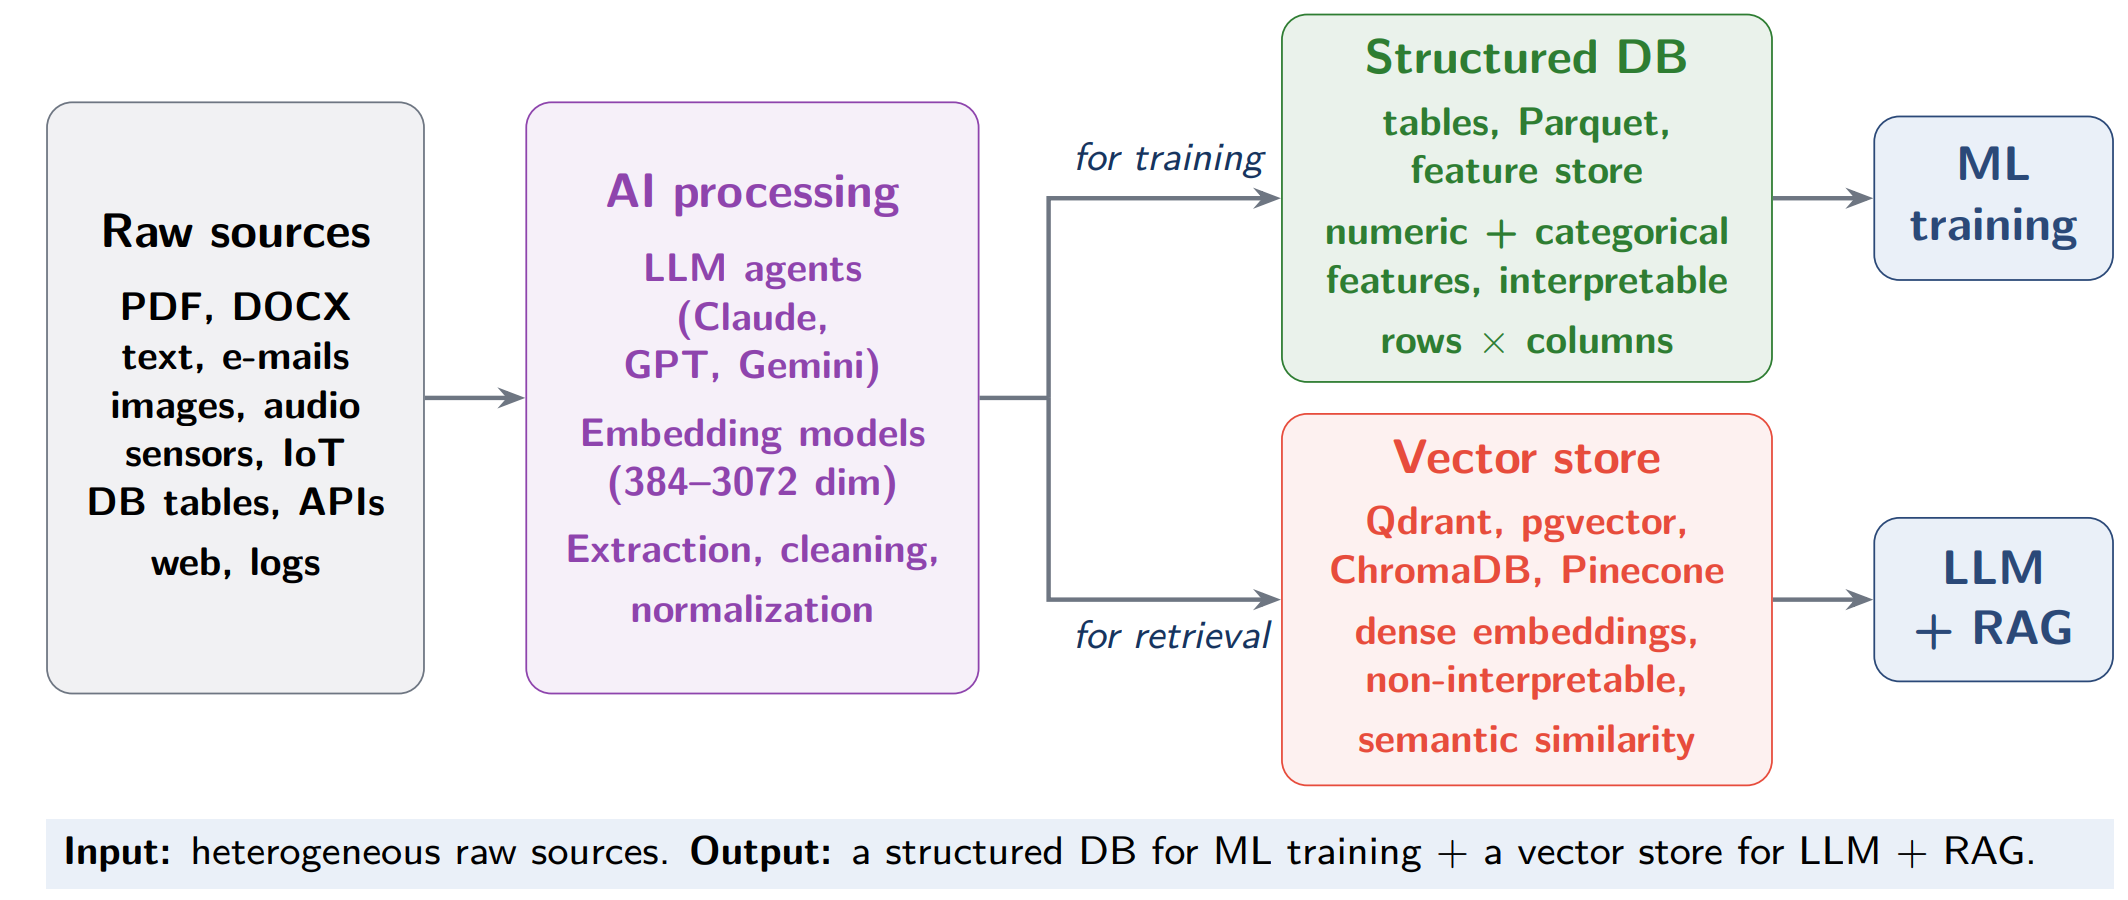 Raw sources
PDF, DOCX
text, e-mails
images, audio
sensors, IoT
DB tables, APIs
web, logs
AI processing
LLM agents
(Claude,
GPT, Gemini)
Embedding models
(384–3072 dim)
Extraction, cleaning,
normalization
for training
for retrieval
Structured DB
tables, Parquet,
feature store
numeric + categorical
features, interpretable
rows × columns
Vector store
Qdrant, pgvector,
ChromaDB, Pinecone
dense embeddings,
non-interpretable,
semantic similarity
ML
training
LLM
+ RAG
Input: heterogeneous raw sources. Output: a structured DB for ML training + a vector store for LLM + RAG.